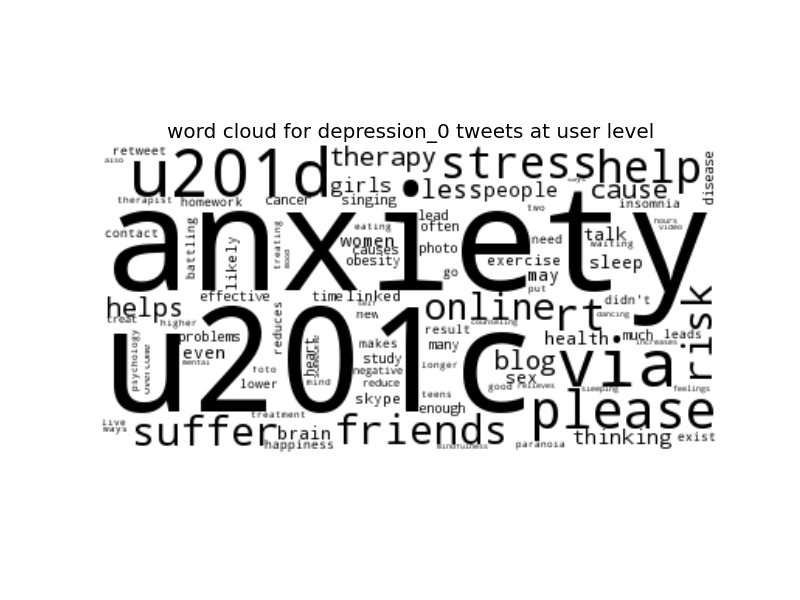 word cloud for depression_0 tweets at user level
retweet
also
u201d
therapy
stress
help
disease
girls
less
people
says
cause
therapist
homework
cancer
singing
insomnia
anxiety
lead
often
two
hours
video
contact
battling
likely
treating
mood
eating
women
causes
obesity
photo
go
need
exercise
may
put
talk
waiting
sleep
helps
effective
time
linked
self
new
online
rt
didn't
dancing
risk
treat
higher
problems
even
reduces
u201c
heart
someone
result
many
counseling
health
much
leads
increases
makes
study
negative
reduce
skype
longer
teens
enough
blog
sex
good
relieves
via
sleeping
feelings
psychology
overcome
mental
toto
lower
mind
please
live
ways
suffer
treatment
brain
happiness
friends
mindfulness
paranoia
thinking
exist